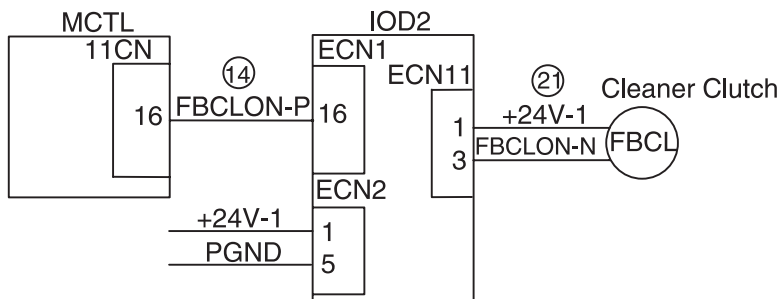 MCTL
IOD2
11CN
ECN1
14
ECN11
21
Cleaner Clutch
16
FBCLON-P
16
1
+24V-1
FBCL
3
FBCLON-N
ECN2
+24V-1
1
PGND
5